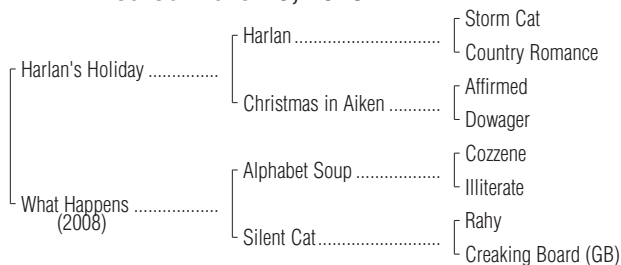 Storm Cat
Harlan
Country Romance
Harlan's Holiday
Affirmed
Christmas in Aiken
Dowager
Cozzene
Alphabet Soup
Illiterate
What Happens
(2008)
Rahy
Silent Cat
Creaking Board (GB)